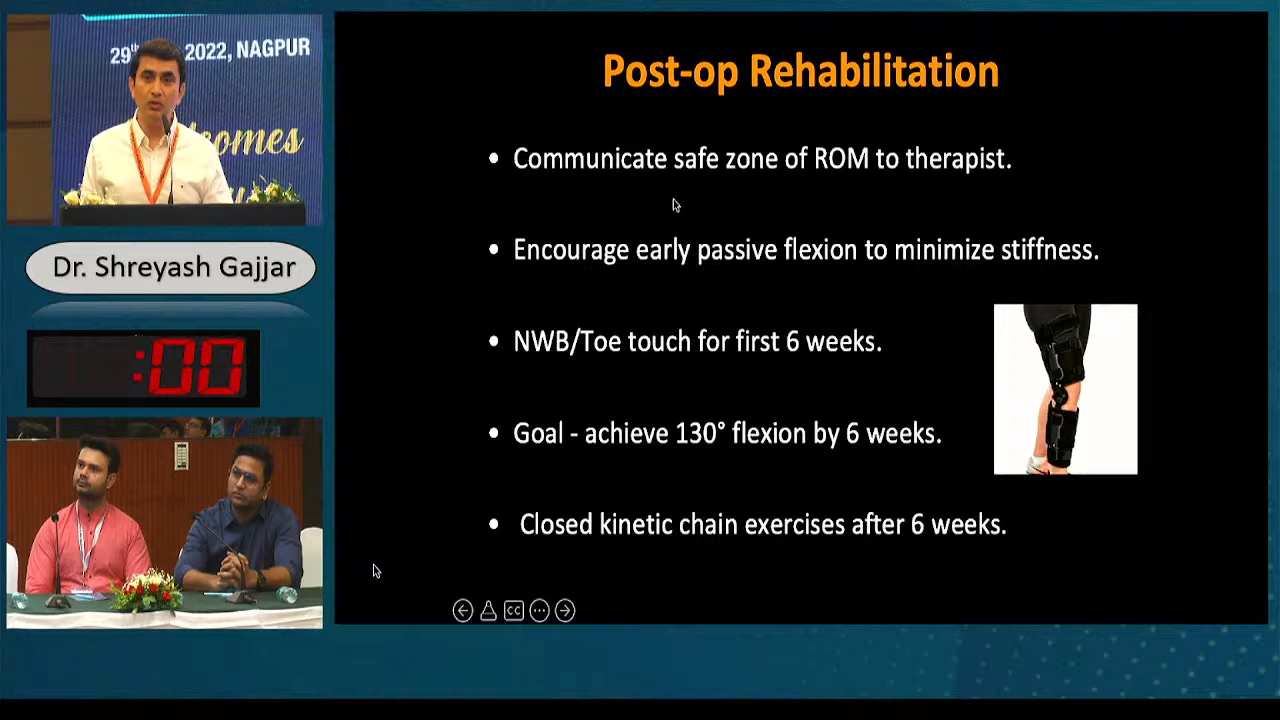 29th 2022, NAGPUR
Dr. Shreyash Gajjar
:00
Post-op Rehabilitation
• Communicate safe zone of ROM to therapist.
• Encourage early passive flexion to minimize stiffness.
• NWB/Toe touch for first 6 weeks.
• Goal - achieve 130° flexion by 6 weeks.
• Closed kinetic chain exercises after 6 weeks.
CC